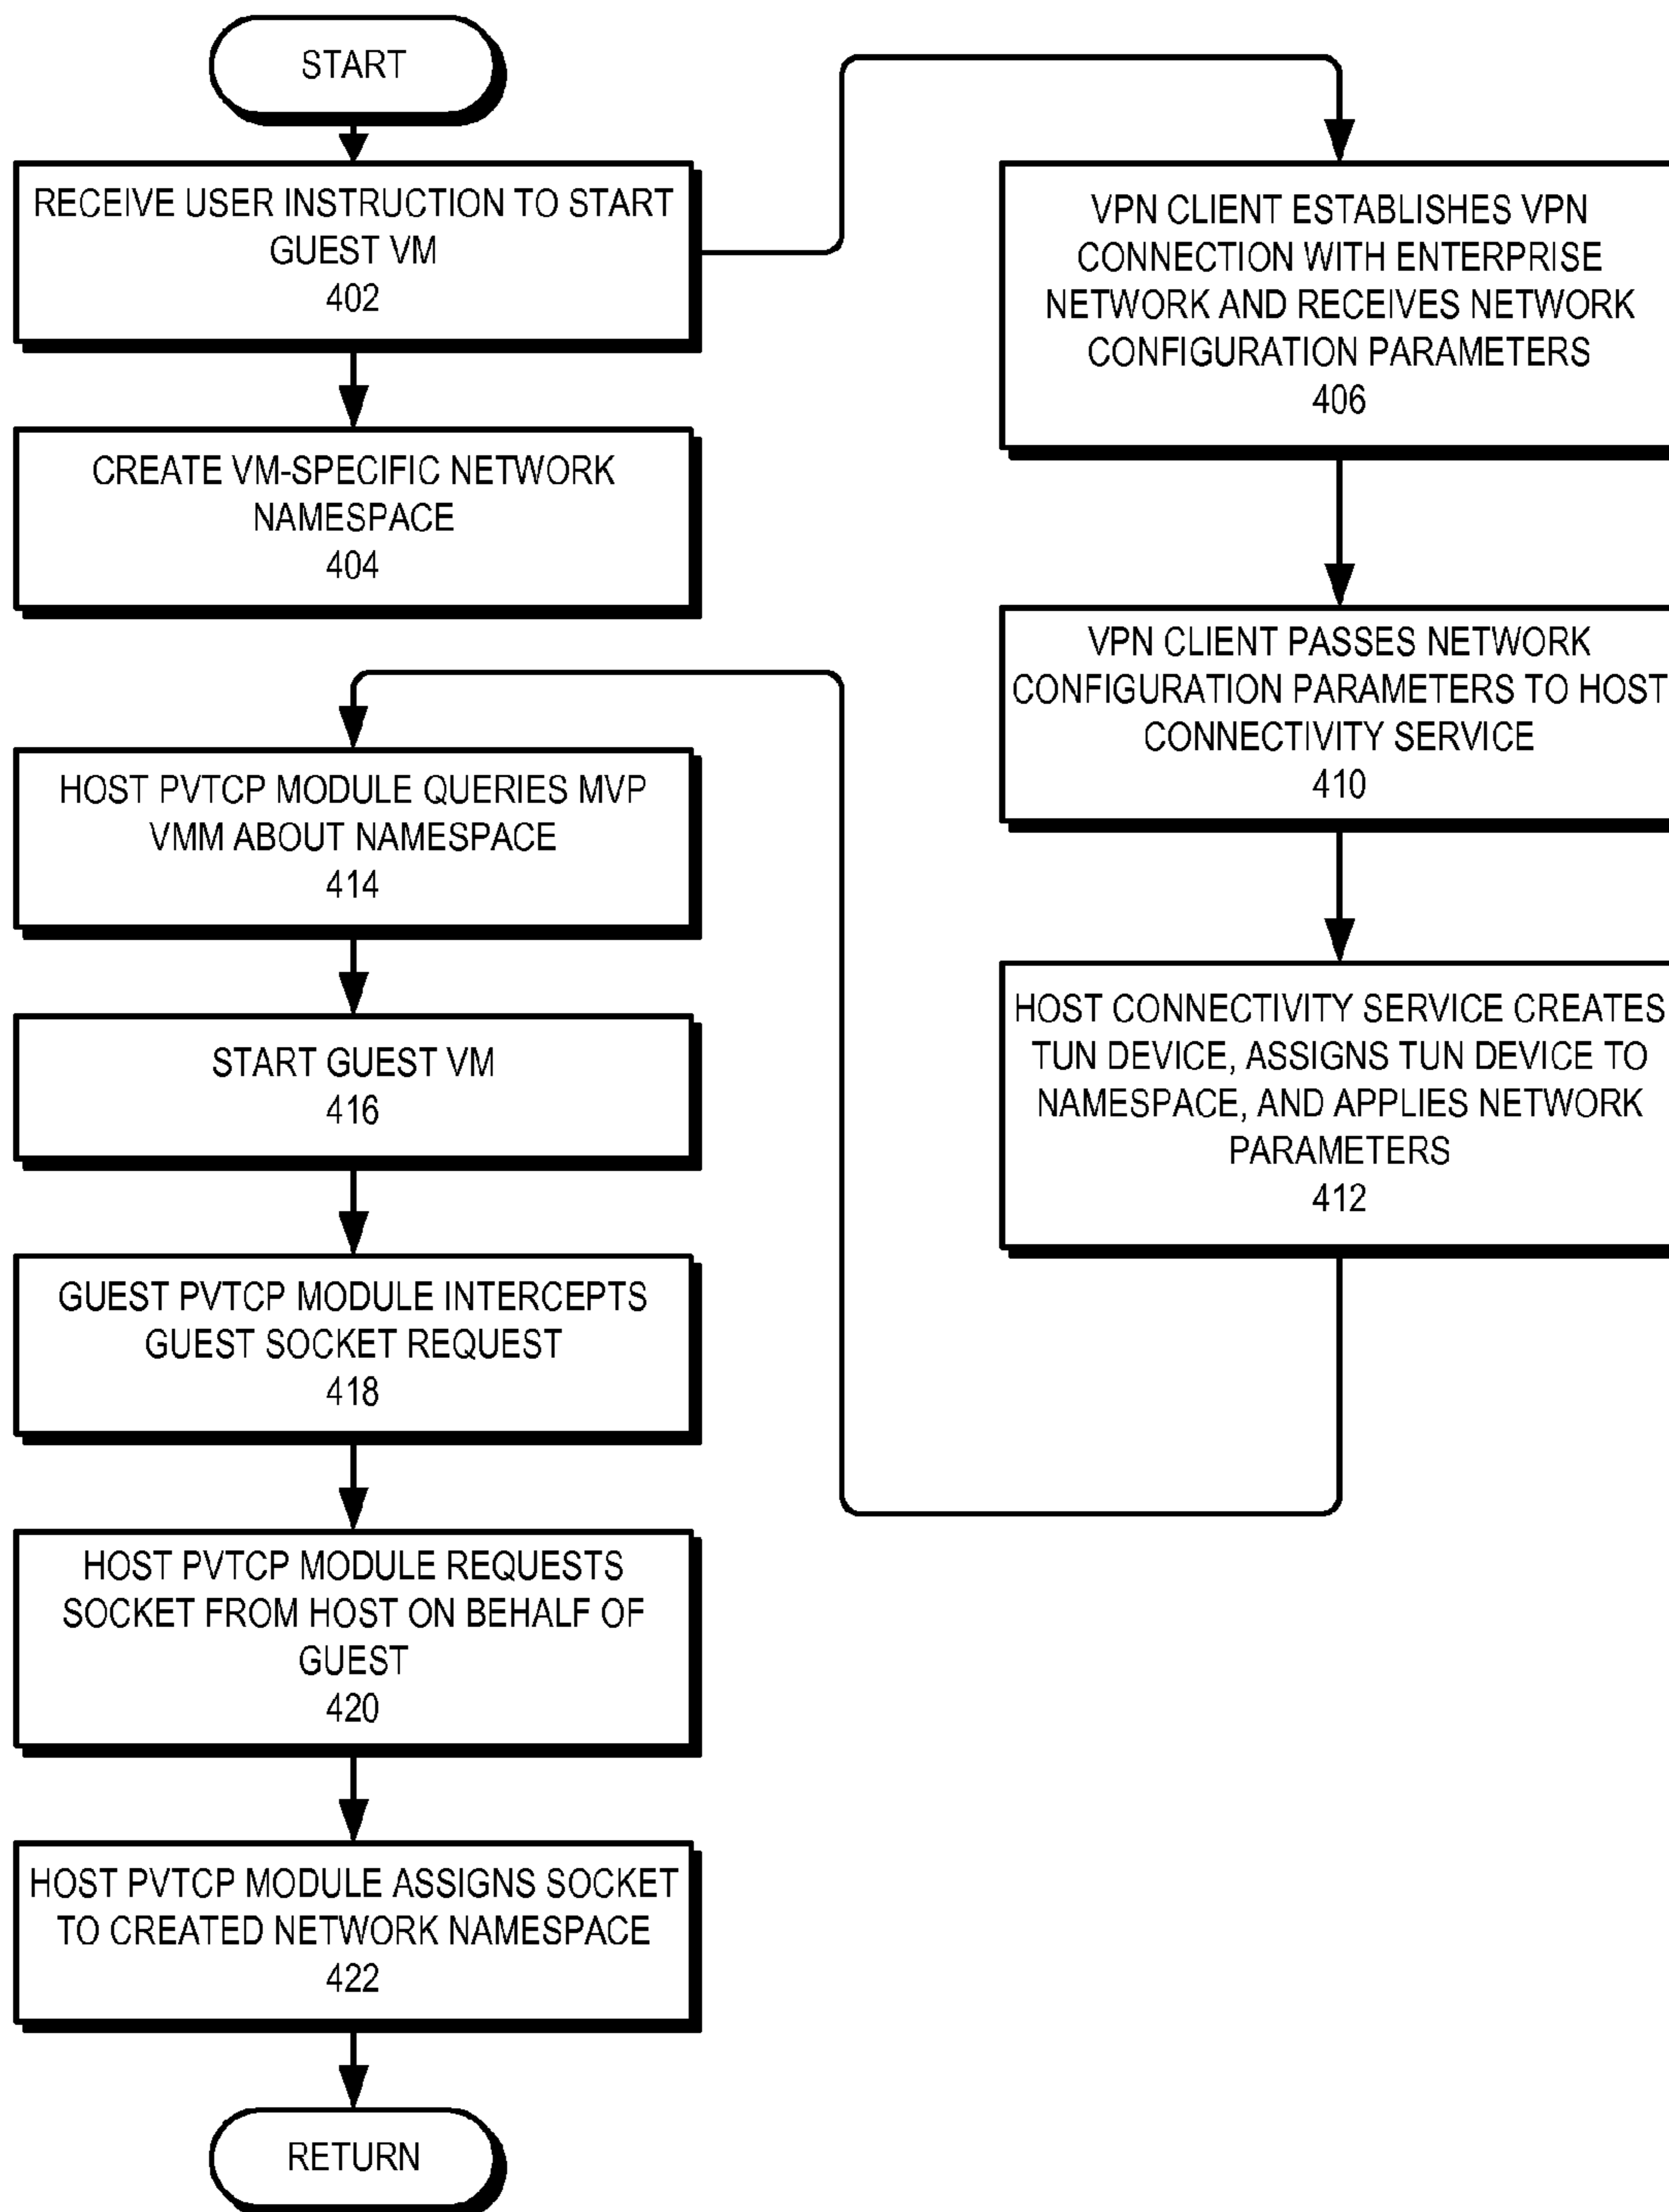 START
RECEIVE USER INSTRUCTION TO START
GUEST VM
402
CREATE VM-SPECIFIC NETWORK
NAMESPACE
404
VPN CLIENT ESTABLISHES VPN
CONNECTION WITH ENTERPRISE
NETWORK AND RECEIVES NETWORK
CONFIGURATION PARAMETERS
406
VPN CLIENT PASSES NETWORK
CONFIGURATION PARAMETERS TO HOST
CONNECTIVITY SERVICE
410
HOST CONNECTIVITY SERVICE CREATES
TUN DEVICE, ASSIGNS TUN DEVICE TO
NAMESPACE, AND APPLIES NETWORK
PARAMETERS
412
HOST PVTCP MODULE QUERIES MVP
VMM ABOUT NAMESPACE
414
START GUEST VM
416
GUEST PVTCP MODULE INTERCEPTS
GUEST SOCKET REQUEST
418
HOST PVTCP MODULE REQUESTS
SOCKET FROM HOST ON BEHALF OF
GUEST
420
HOST PVTCP MODULE ASSIGNS SOCKET
TO CREATED NETWORK NAMESPACE
422
RETURN